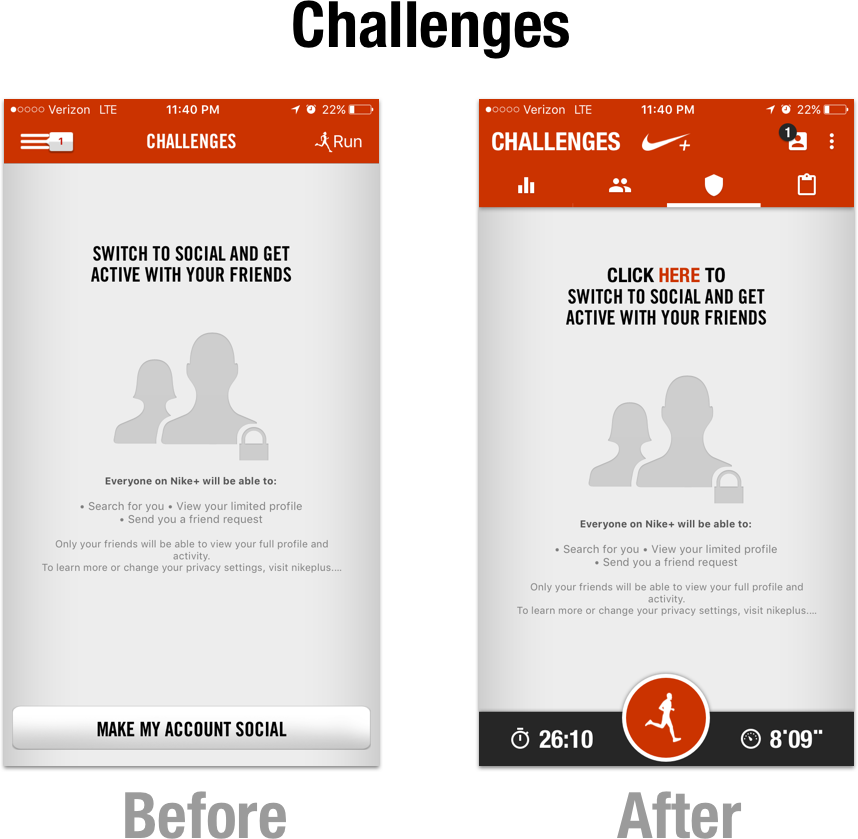 Challenges
Verizon LTE 11:40 PM 22%
1 CHALLENGES Run
SWITCH TO SOCIAL AND GET
ACTIVE WITH YOUR FRIENDS
Everyone on Nike+ will be able to:
• Search for you • View your limited profile
• Send you a friend request
Only your friends will be able to view your full profile and
activity.
To learn more or change your privacy settings, visit nikeplus....
MAKE MY ACCOUNT SOCIAL
Before
Verizon LTE 11:40 PM 22%
CHALLENGES 1
CLICK HERE TO
SWITCH TO SOCIAL AND GET
ACTIVE WITH YOUR FRIENDS
Everyone on Nike+ will be able to:
• Search for you • View your limited profile
• Send you a friend request
Only your friends will be able to view your full profile and
activity.
To learn more or change your privacy settings, visit nikeplus....
26:10 8'09"
After